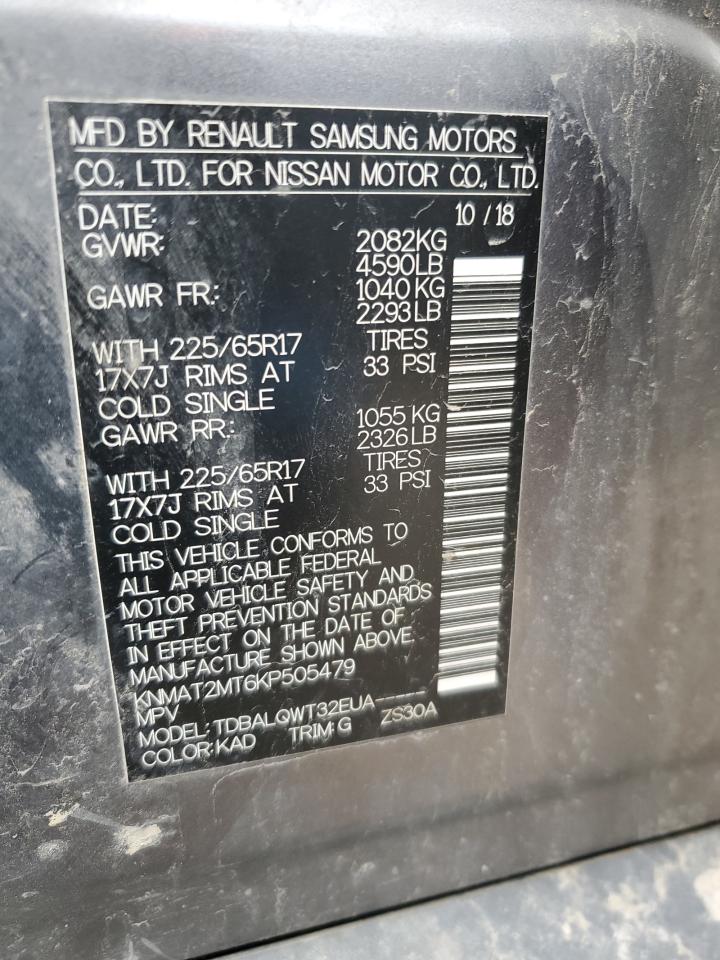 MFD BY RENAULT SAMSUNG MOTORS
CO., LTD. FOR NISSAN MOTOR CO., LTD.
DATE: 10 / 18
GVWR: 2082KG
4590LB
GAWR FR: 1040 KG
2293 LB
WITH 225/65R17 TIRES
17X7J RIMS AT 33 PSI
COLD SINGLE
GAWR RR: 1055 KG
2326 LB
WITH 225/65R17 TIRES
17X7J RIMS AT 33 PSI
COLD SINGLE
THIS VEHICLE CONFORMS TO
ALL APPLICABLE FEDERAL
MOTOR VEHICLE SAFETY AND
THEFT PREVENTION STANDARDS
IN EFFECT ON THE DATE OF
MANUFACTURE SHOWN ABOVE.
KNMAT2MT6KP505479
MPV
MODEL: TDBALQWT32EUA-----
COLOR: KAD TRIM: G ZS30A